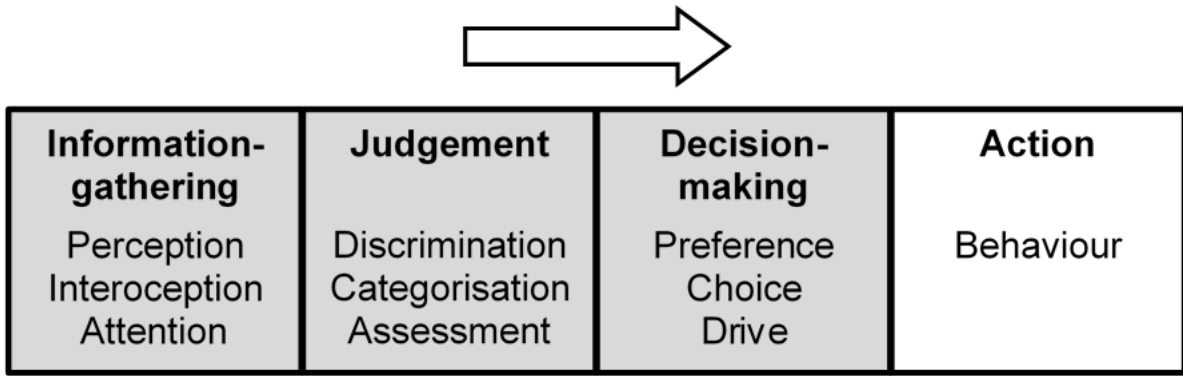 Information-
gathering
Perception
Interoception
Attention
Judgement
Discrimination
Categorisation
Assessment
Decision-
making
Preference
Choice
Drive
Action
Behaviour